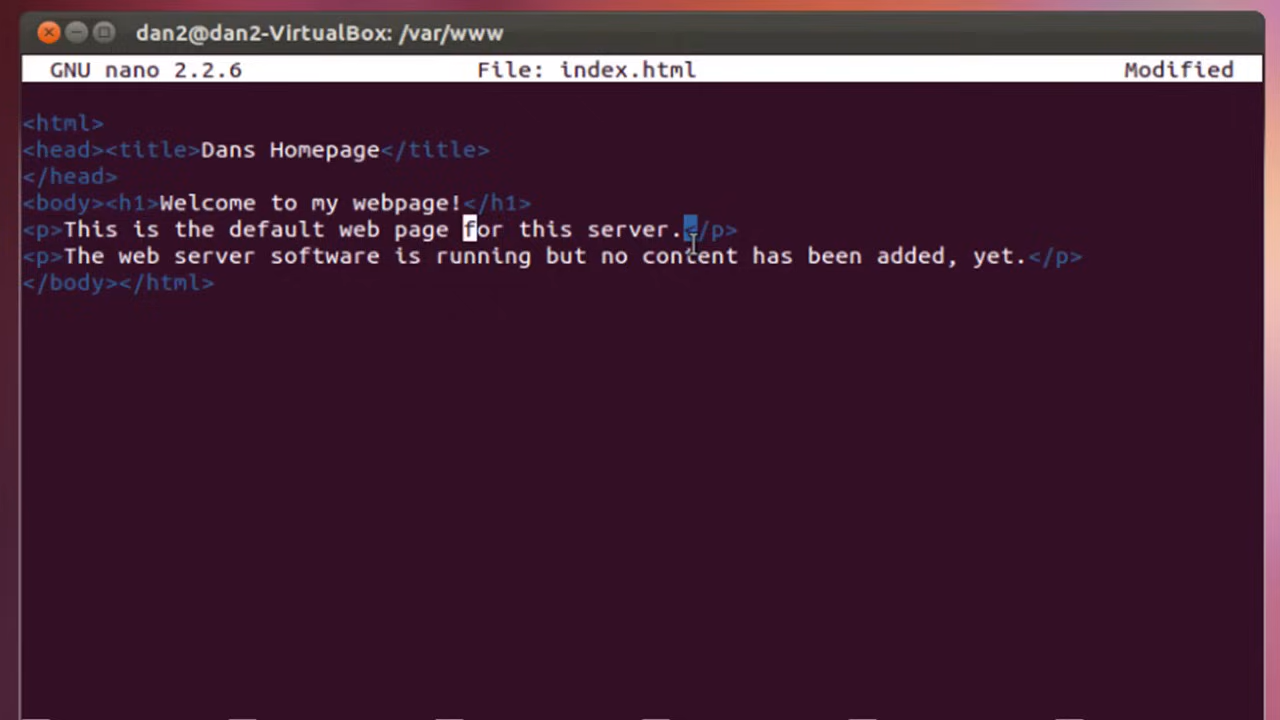 dan2@dan2-VirtualBox: /var/www
GNU nano 2.2.6 File: index.html Modified
<html>
<head><title>Dans Homepage</title>
</head>
<body><h1>Welcome to my webpage!</h1>
<p>This is the default web page for this server.</p>
<p>The web server software is running but no content has been added, yet.</p>
</body></html>